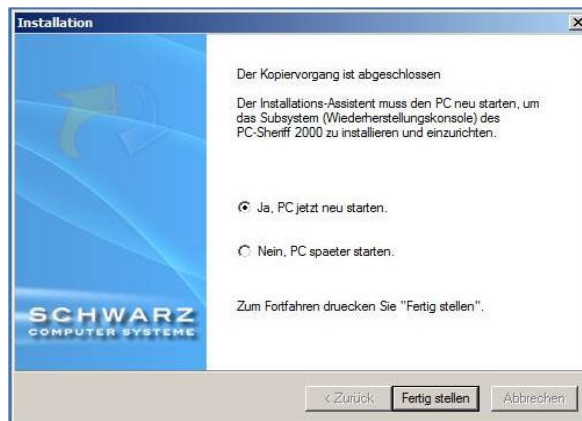 Installation
Der Kopiervorgang ist abgeschlossen
Der Installations-Assistent muss den PC neu starten, um
das Subsystem (Wiederherstellungskonsole) des
PC-Sheriff 2000 zu installieren und einzurichten.
Ja, PC jetzt neu starten.
Nein, PC spaeter starten.
Zum Fortfahren druecken Sie "Fertig stellen".
SCHWARZ
COMPUTER SYSTEME
< Zurück
Fertig stellen
Abbrechen